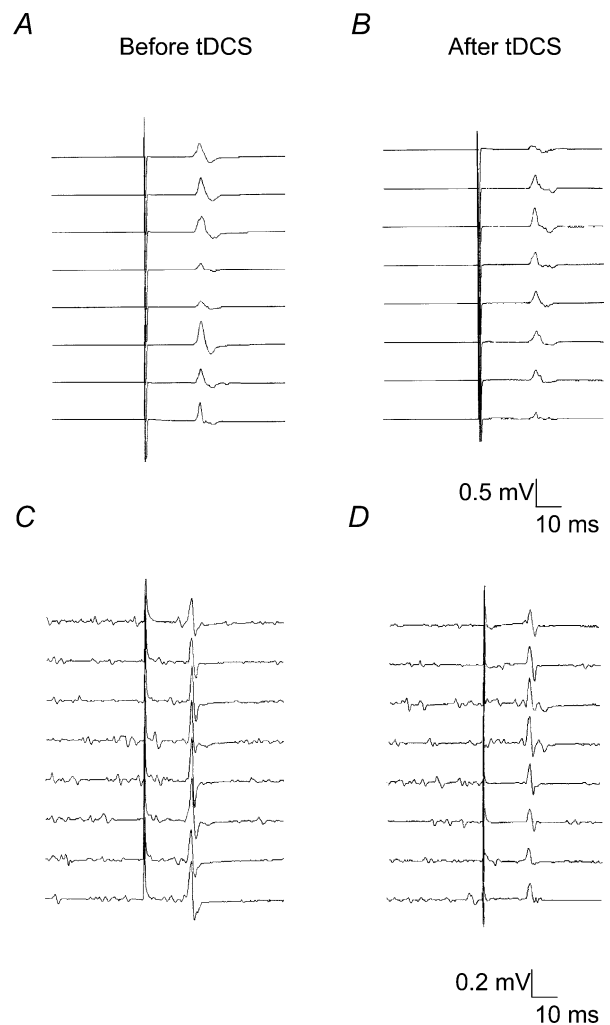 A
Before tDCS
B
After tDCS
0.5 mV
10 ms
C
D
0.2 mV
10 ms